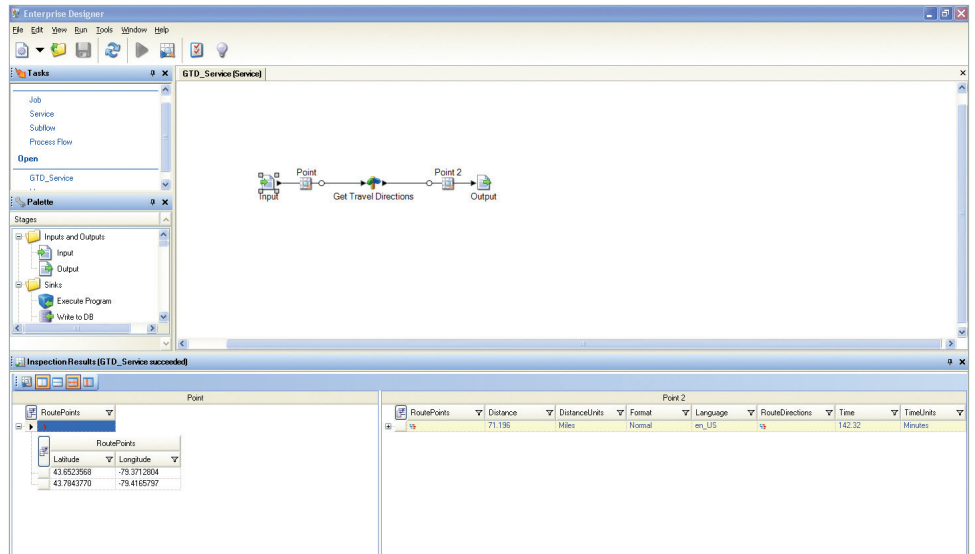 Enterprise Designer
File Edit View Run Tools Window Help
Tasks
Job
Service
Subflow
Process Flow
Open
GTD_Service
Palette
Stages
Inputs and Outputs
Input
Output
Sinks
Execute Program
Write to DB
GTD_Service (Service)
Point
Point 2
Input
Get Travel Directions
Output
Inspection Results (GTD_Service succeeded)
Point
RoutePoints
RoutePoints
Latitude Longitude
43.6523568 -79.3712804
43.7843770 -79.4165797
Point 2
RoutePoints Distance DistanceUnits Format Language RouteDirections Time TimeUnits
71.196 Miles Normal en_US 142.32 Minutes